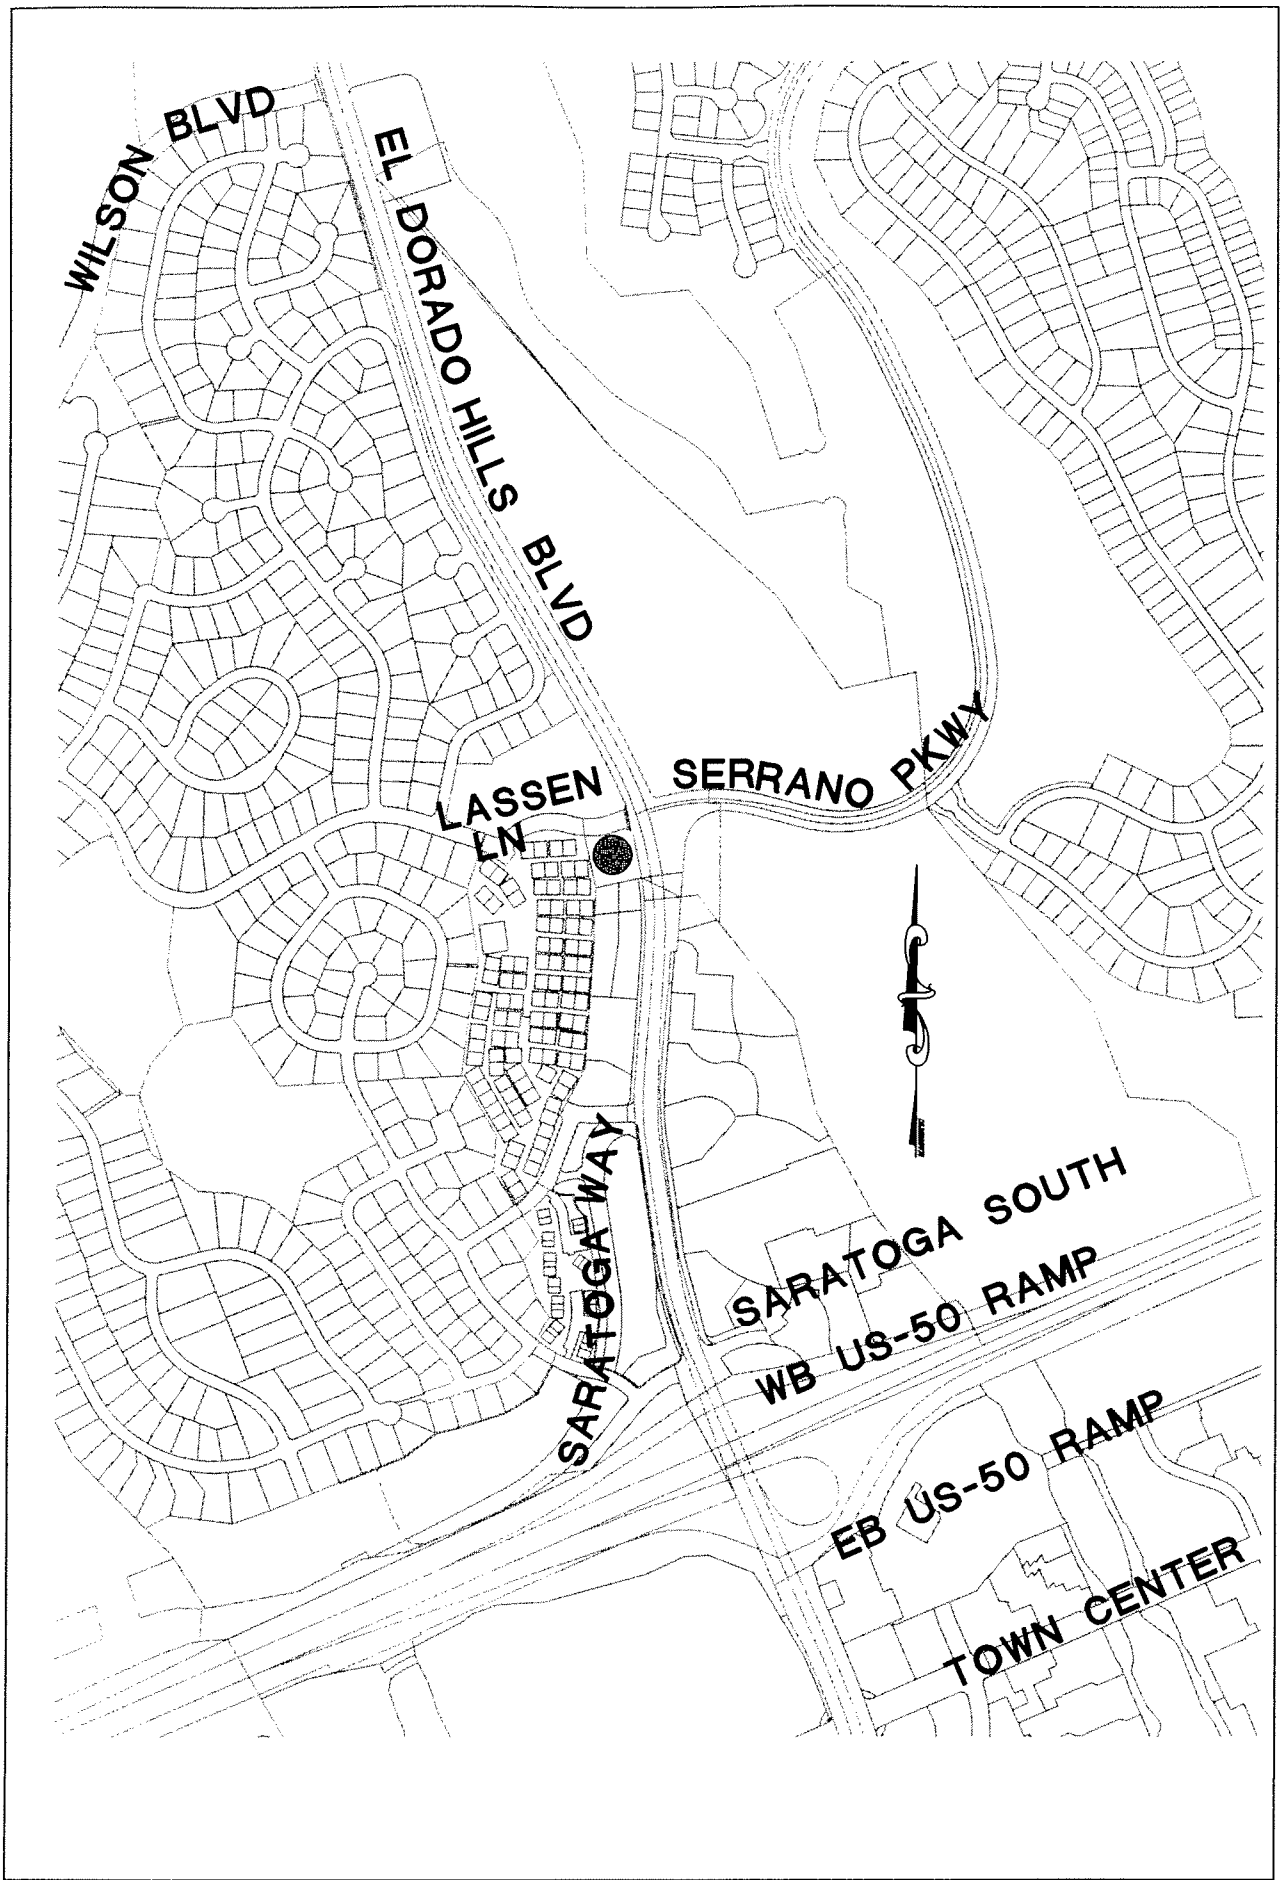 WILSON BLVD
EL DORADO HILLS BLVD
LASSEN
LN
SERRANO PKWY
SARATOGA WAY
SARATOGA SOUTH
WB US-50 RAMP
EB US-50 RAMP
TOWN CENTER